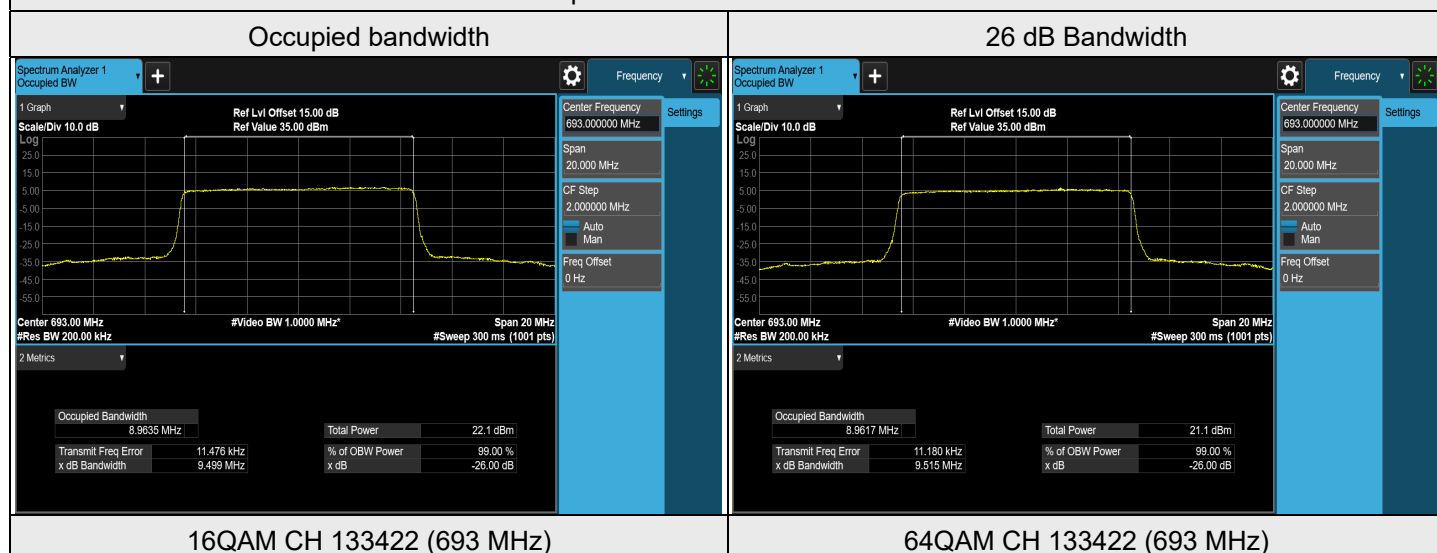 Occupied bandwidth
26 dB Bandwidth
Spectrum Analyzer 1
Occupied BW
+
Frequency
1 Graph
Ref Lvl Offset 15.00 dB
Scale/Div 10.0 dB
Ref Value 35.00 dBm
Log
25.0
15.0
5.00
-5.00
-15.0
-25.0
-35.0
-45.0
-55.0
Center 693.00 MHz
#Video BW 1.0000 MHz*
Span 20 MHz
#Res BW 200.00 kHz
#Sweep 300 ms (1001 pts)
Center Frequency
693.000000 MHz
Settings
Span
20.000 MHz
CF Step
2.000000 MHz
Auto
Man
Freq Offset
0 Hz
2 Metrics
Occupied Bandwidth
8.9635 MHz
Total Power 22.1 dBm
Transmit Freq Error 11.476 kHz
% of OBW Power 99.00 %
x dB Bandwidth 9.499 MHz
x dB -26.00 dB
Spectrum Analyzer 1
Occupied BW
+
Frequency
1 Graph
Ref Lvl Offset 15.00 dB
Scale/Div 10.0 dB
Ref Value 35.00 dBm
Log
25.0
15.0
5.00
-5.00
-15.0
-25.0
-35.0
-45.0
-55.0
Center 693.00 MHz
#Video BW 1.0000 MHz*
Span 20 MHz
#Res BW 200.00 kHz
#Sweep 300 ms (1001 pts)
Center Frequency
693.000000 MHz
Settings
Span
20.000 MHz
CF Step
2.000000 MHz
Auto
Man
Freq Offset
0 Hz
2 Metrics
Occupied Bandwidth
8.9617 MHz
Total Power 21.1 dBm
Transmit Freq Error 11.180 kHz
% of OBW Power 99.00 %
x dB Bandwidth 9.515 MHz
x dB -26.00 dB
16QAM CH 133422 (693 MHz)
64QAM CH 133422 (693 MHz)